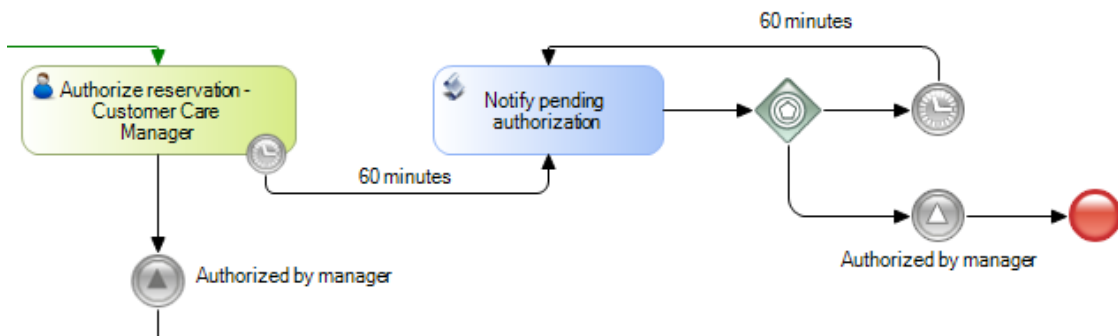 60 minutes
Authorize reservation -
Customer Care
Manager
Notify pending
authorization
60 minutes
Authorized by manager
Authorized by manager